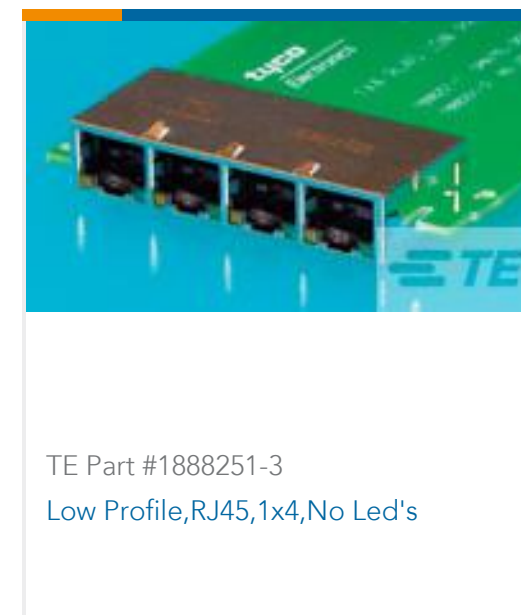 tyco
Electronics
TE
TE Part #1888251-3
Low Profile,RJ45,1x4,No Led's